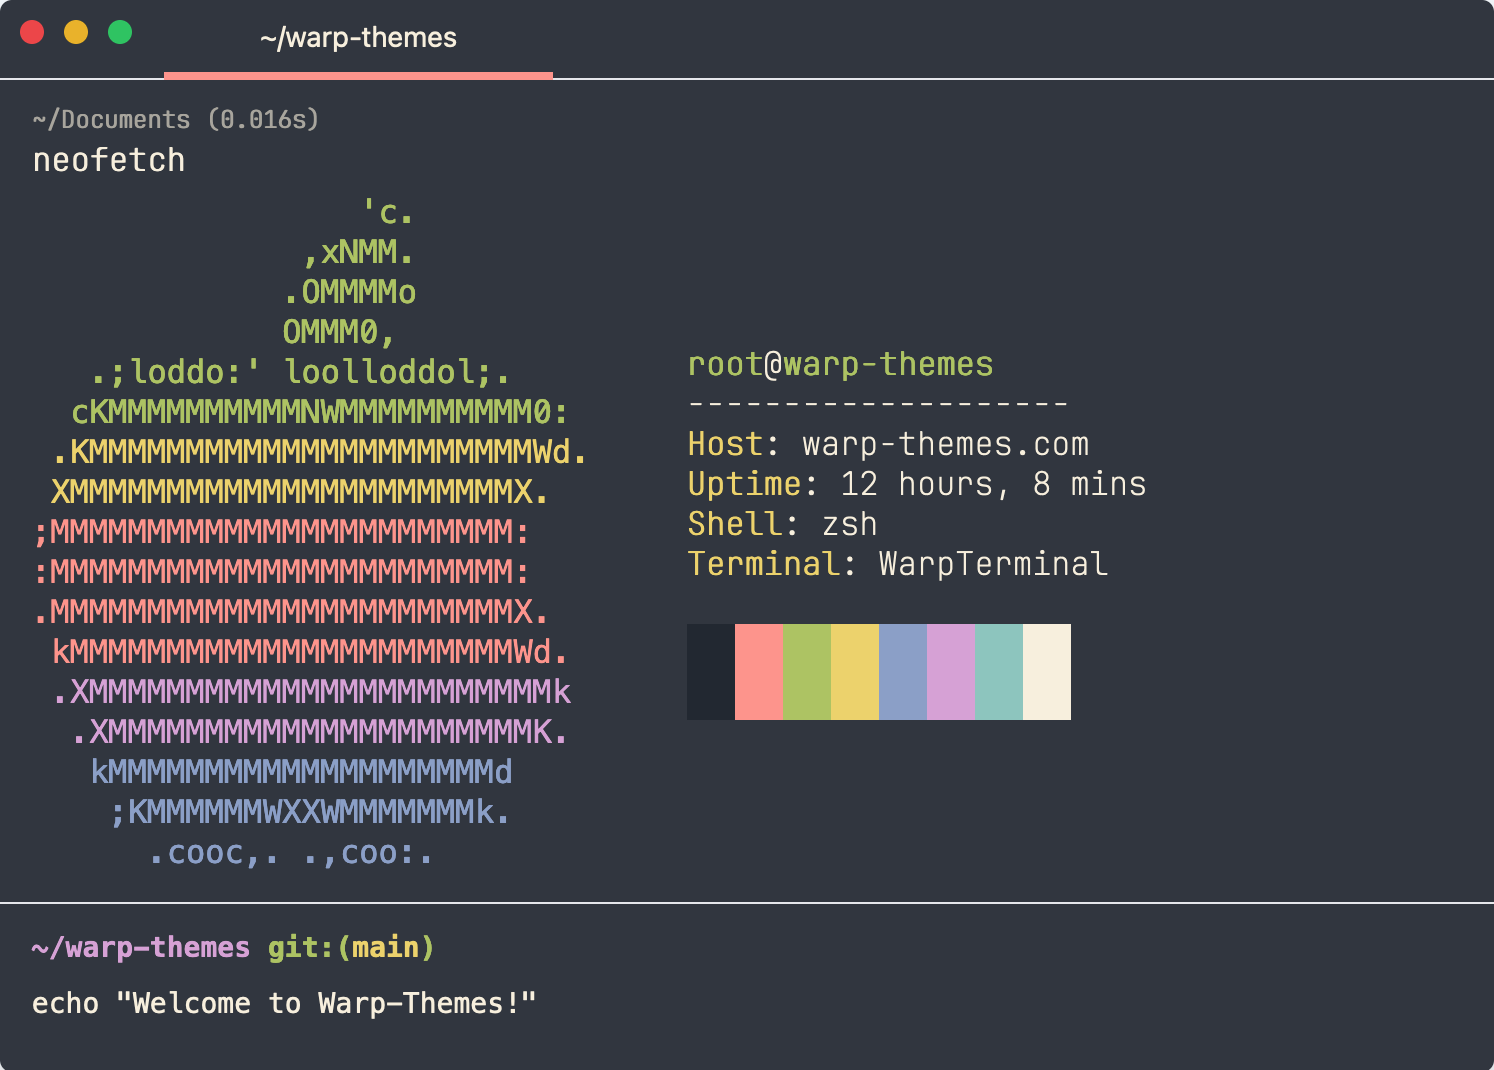 ~/warp-themes
~/Documents (0.016s)
neofetch
'c.
,xNMM.
.OMMMMo
OMMM0,
.;loddo:' loolloddol;.
cKMMMMMMMMMMNWMMMMMMMMMM0:
.KMMMMMMMMMMMMMMMMMMMMMMMWd.
XMMMMMMMMMMMMMMMMMMMMMMMX.
;MMMMMMMMMMMMMMMMMMMMMMMM:
:MMMMMMMMMMMMMMMMMMMMMMMM:
.MMMMMMMMMMMMMMMMMMMMMMMMX.
kMMMMMMMMMMMMMMMMMMMMMMMWd.
.XMMMMMMMMMMMMMMMMMMMMMMMMk
.XMMMMMMMMMMMMMMMMMMMMMMK.
kMMMMMMMMMMMMMMMMMMMMd
;KMMMMMMWXXWMMMMMMMk.
.cooc,. .,coo:.
root@warp-themes
--------------------
Host: warp-themes.com
Uptime: 12 hours, 8 mins
Shell: zsh
Terminal: WarpTerminal
~/warp-themes git:(main)
echo "Welcome to Warp-Themes!"